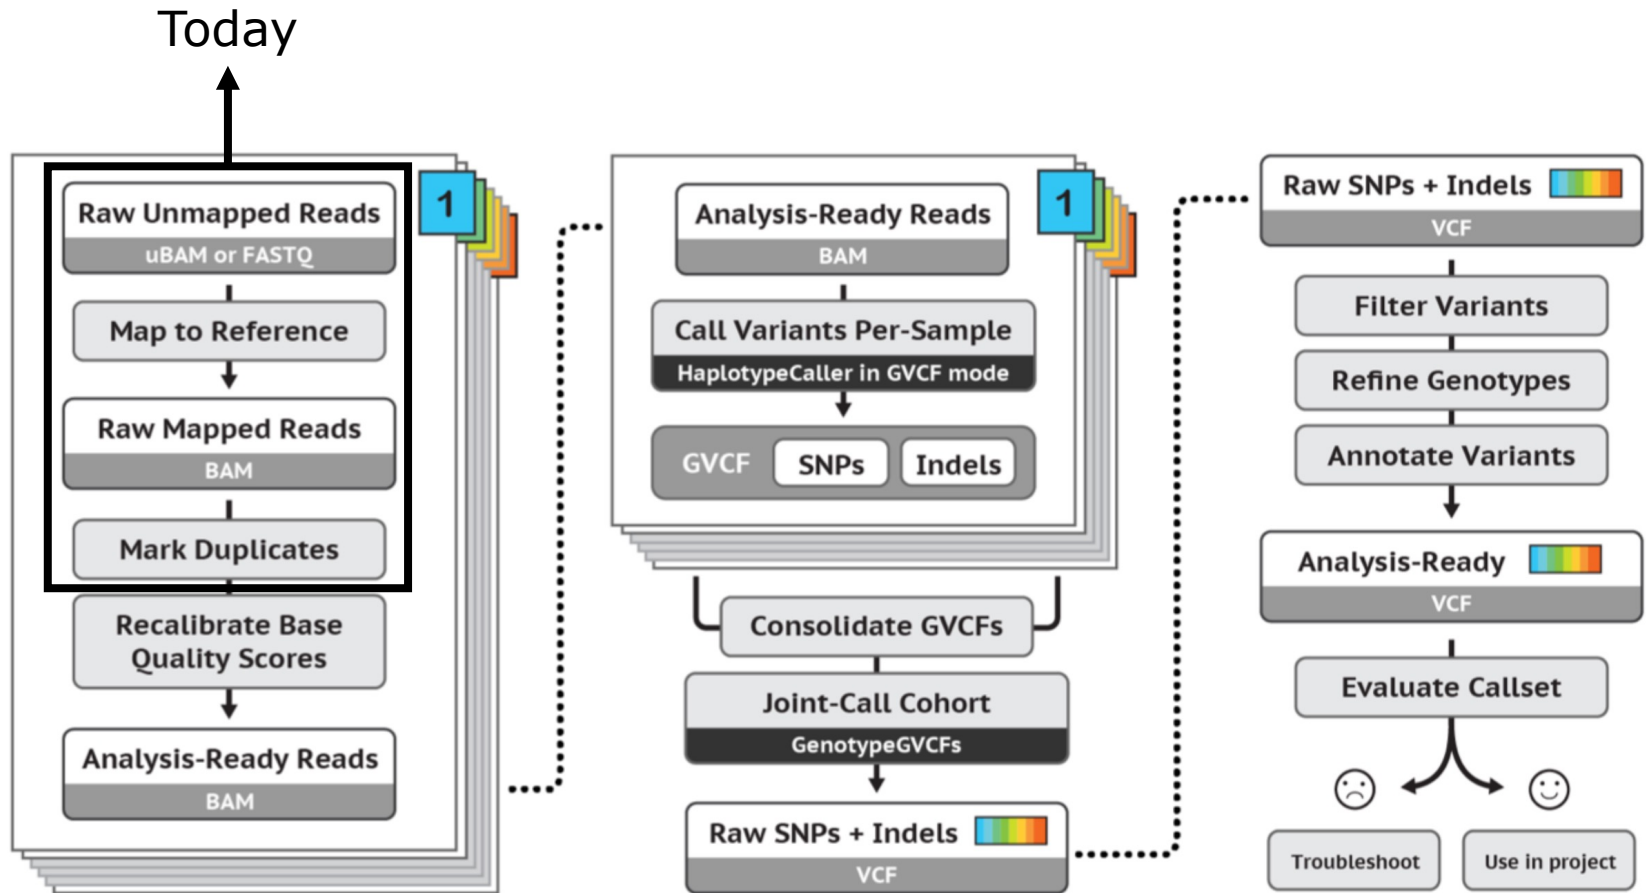 Today
1
Raw Unmapped Reads
uBAM or FASTQ
Map to Reference
Raw Mapped Reads
BAM
Mark Duplicates
Recalibrate Base
Quality Scores
Analysis-Ready Reads
BAM
1
Analysis-Ready Reads
BAM
Call Variants Per-Sample
HaplotypeCaller in GVCF mode
GVCF SNPs Indels
Consolidate GVCFs
Joint-Call Cohort
GenotypeGVCFs
Raw SNPs + Indels
VCF
Raw SNPs + Indels
VCF
Filter Variants
Refine Genotypes
Annotate Variants
Analysis-Ready
VCF
Evaluate Callset
Troubleshoot
Use in project